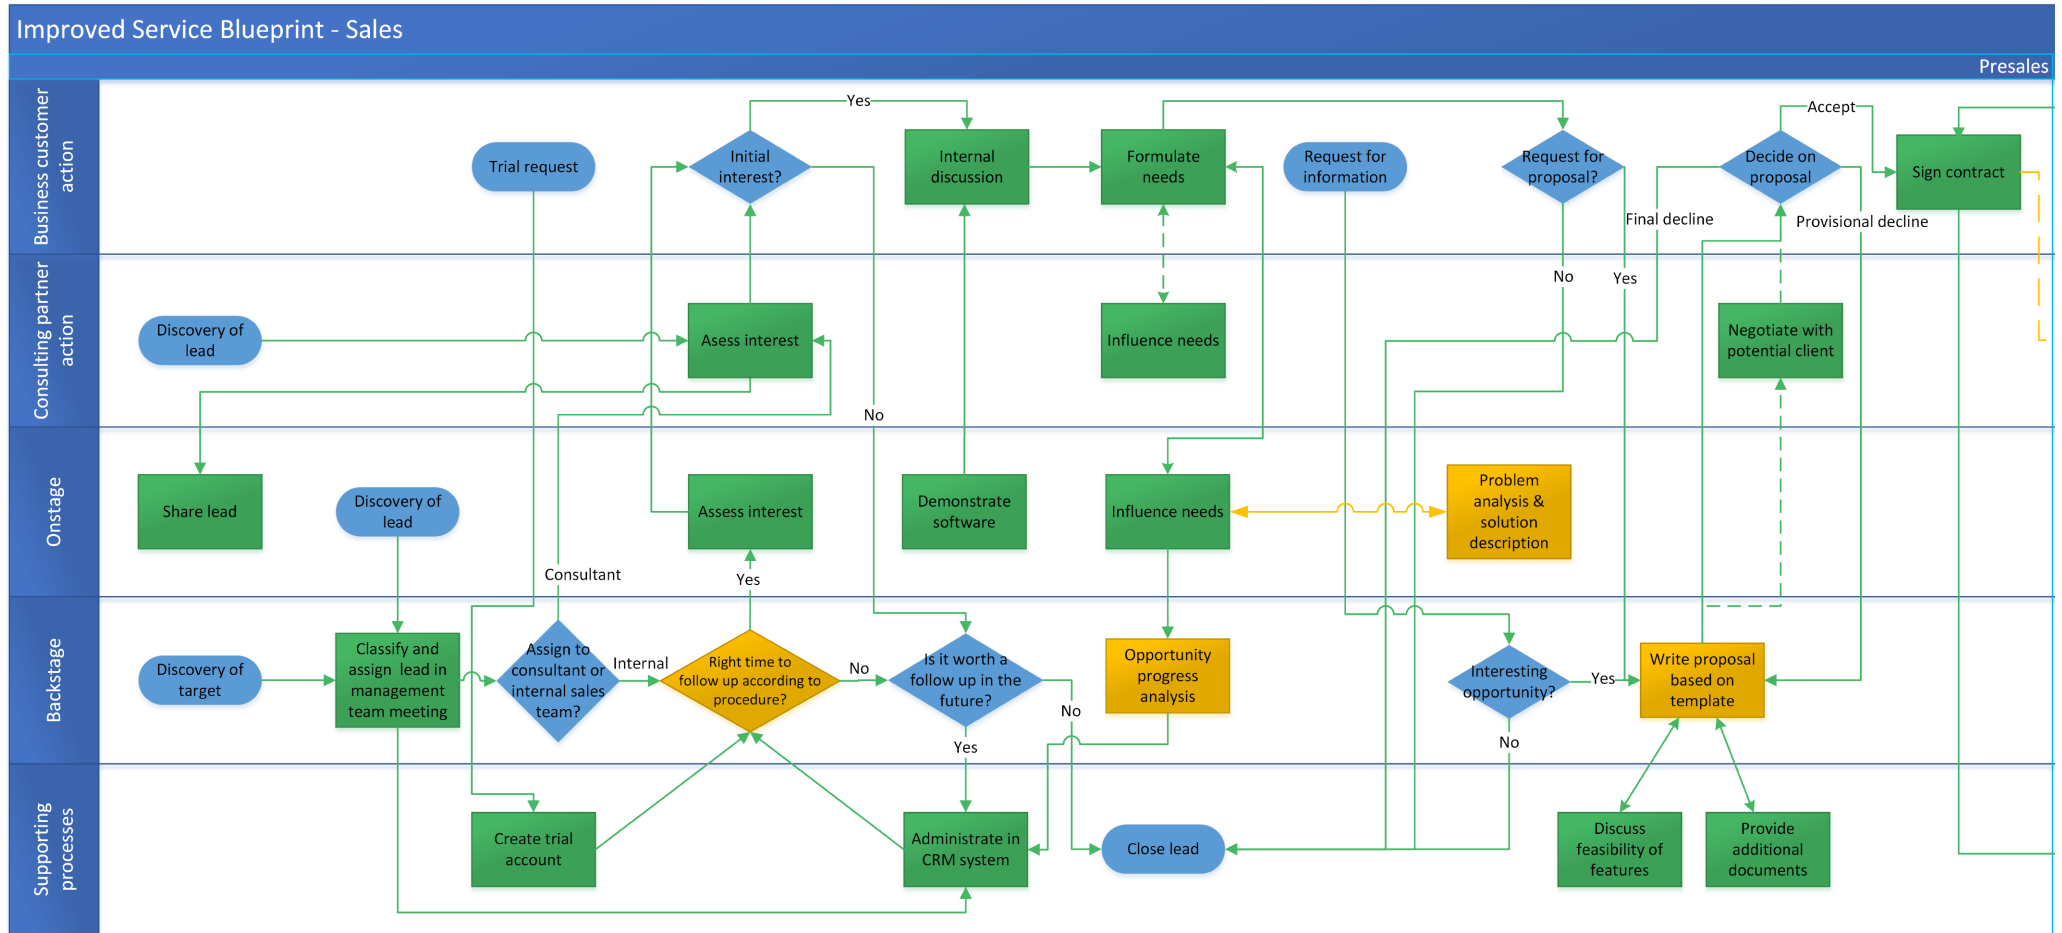 Improved Service Blueprint - Sales
Presales
Business customer
action
Trial request
Initial
interest?
Yes
Internal
discussion
Formulate
needs
Request for
information
Request for
proposal?
Decide on
proposal
Accept
Sign contract
Final decline
Provisional decline
Consulting partner
action
Discovery of
lead
Asess interest
No
Influence needs
No
Yes
Negotiate with
potential client
Onstage
Share lead
Discovery of
lead
Consultant
Assess interest
Yes
Demonstrate
software
Influence needs
Problem
analysis &
solution
description
Backstage
Discovery of
target
Classify and
assign lead in
management
team meeting
Assign to
consultant or
internal sales
team?
Internal
Right time to
follow up according to
procedure?
No
Is it worth a
follow up in the
future?
No
Yes
Opportunity
progress
analysis
Interesting
opportunity?
Yes
No
Write proposal
based on
template
Supporting
processes
Create trial
account
Administrate in
CRM system
Close lead
Discuss
feasibility of
features
Provide
additional
documents